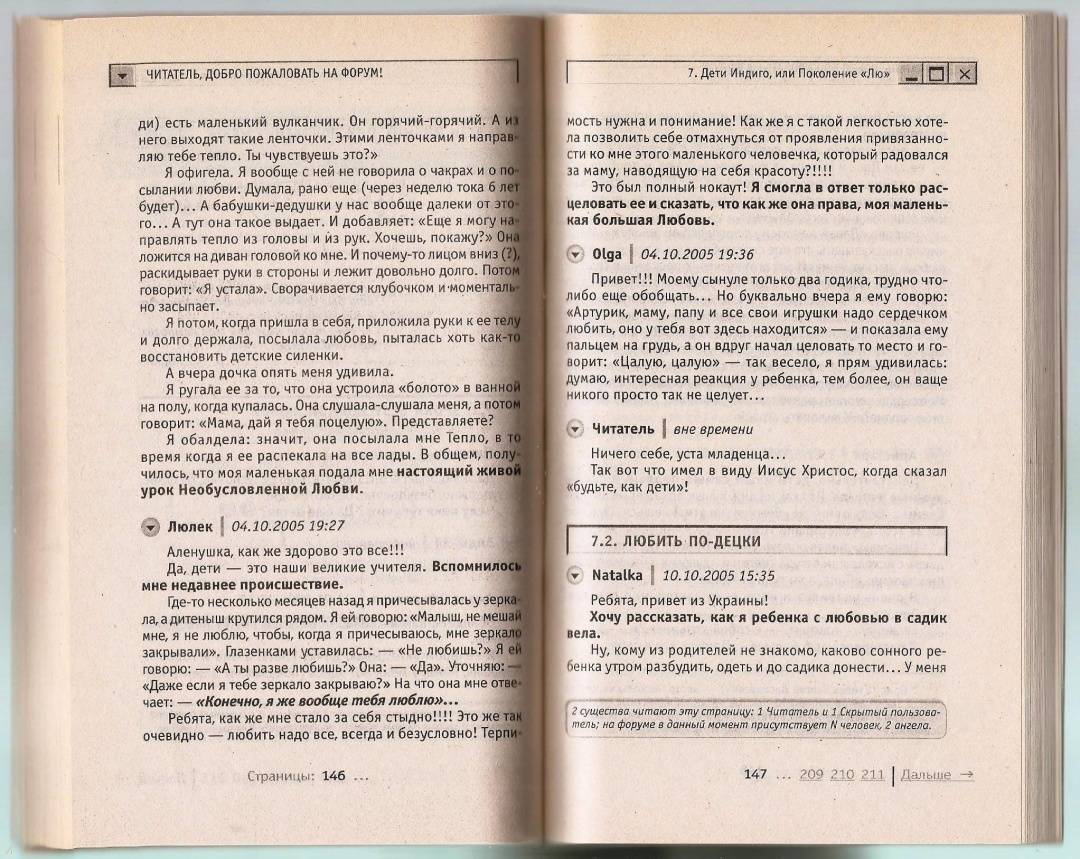 ЧИТАТЕЛЬ, ДОБРО ПОЖАЛОВАТЬ НА ФОРУМ!
ди) есть маленький вулканчик. Он горячий-горячий. А из
него выходят такие ленточки. Этими ленточками я направ-
ляю тебе тепло. Ты чувствуешь это?»
Я офигела. Я вообще с ней не говорила о чакрах и о по-
сылании любви. Думала, рано еще (через неделю тока 6 лет
будет)... А бабушки-дедушки у нас вообще далеки от это-
го... А тут она такое выдает. И добавляет: «Еще я могу на-
правлять тепло из головы и из рук. Хочешь, покажу?» Она
ложится на диван головой ко мне. И почему-то лицом вниз (?),
раскидывает руки в стороны и лежит довольно долго. Потом
говорит: «Я устала». Сворачивается клубочком и моменталь-
но засыпает.
Я потом, когда пришла в себя, приложила руки к ее телу
и долго держала, посылала любовь, пыталась хоть как-то
восстановить детские силенки.
А вчера дочка опять меня удивила.
Я ругала ее за то, что она устроила «болото» в ванной
на полу, когда купалась. Она слушала-слушала меня, а потом
говорит: «Мама, дай я тебя поцелую». Представляете?
Я обалдела: значит, она посылала мне Тепло, в то
время когда я ее распекала на все лады. В общем, полу-
чилось, что моя маленькая подала мне настоящий живой
урок Необусловленной Любви.
Люлек | 04.10.2005 19:27
Аленушка, как же здорово это все!!!
Да, дети — это наши великие учителя. Вспомнилось
мне недавнее происшествие.
Где-то несколько месяцев назад я причесывалась у зерка-
ла, а дитеныш крутился рядом. Я ей говорю: «Малыш, не мешай
мне, я не люблю, чтобы, когда я причесываюсь, мне зеркало
закрывали». Глазенками уставилась: — «Не любишь?» Я ей
говорю: — «А ты разве любишь?» Она: — «Да». Уточняю: —
«Даже если я тебе зеркало закрываю?» На что она мне отве-
чает: — «Конечно, я же вообще тебя люблю»...
Ребята, как же мне стало за себя стыдно!!!! Это же так
очевидно — любить надо все, всегда и безусловно! Терпи-
Страницы: 146 ...
7. Дети Индиго, или Поколение «Лю»
мость нужна и понимание! Как же я с такой легкостью хоте-
ла позволить себе отмахнуться от проявления привязанно-
сти ко мне этого маленького человечка, который радовался
за маму, наводящую на себя красоту?!!!!
Это был полный нокаут! Я смогла в ответ только рас-
целовать ее и сказать, что как же она права, моя малень-
кая большая Любовь.
Olga | 04.10.2005 19:36
Привет!!! Моему сынуле только два годика, трудно что-
либо еще обобщать... Но буквально вчера я ему говорю:
«Артурик, маму, папу и все свои игрушки надо сердечком
любить, оно у тебя вот здесь находится» — и показала ему
пальцем на грудь, а он вдруг начал целовать то место и го-
ворит: «Цалую, цалую» — так весело, я прям удивилась:
думаю, интересная реакция у ребенка, тем более, он ваще
никого просто так не целует...
Читатель | вне времени
Ничего себе, уста младенца...
Так вот что имел в виду Иисус Христос, когда сказал
«будьте, как дети»!
7.2. ЛЮБИТЬ ПО-ДЕЦКИ
Natalka | 10.10.2005 15:35
Ребята, привет из Украины!
Хочу рассказать, как я ребенка с любовью в садик
вела.
Ну, кому из родителей не знакомо, каково сонного ре-
бенка утром разбудить, одеть и до садика донести... У меня
2 существа читают эту страницу: 1 Читатель и 1 Скрытый пользова-
тель; на форуме в данный момент присутствует N человек, 2 ангела.
147 ... 209 210 211 | Дальше →